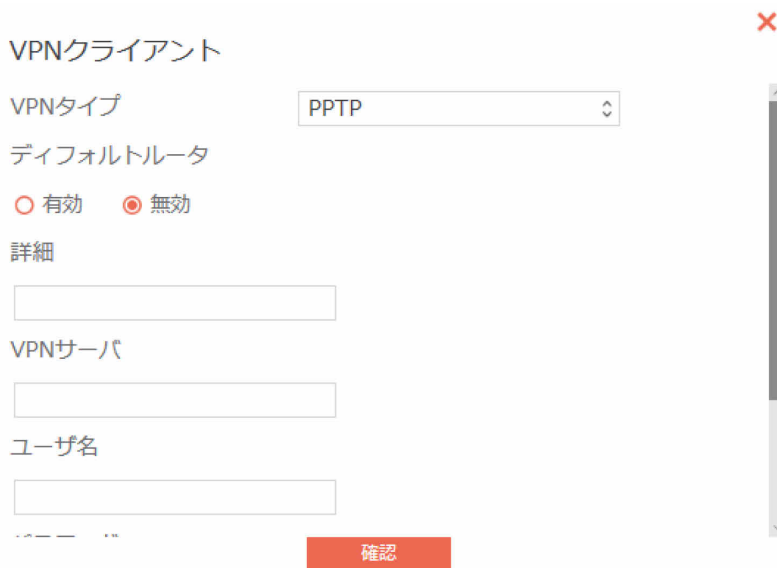 VPNクライアント
VPNタイプ PPTP
ディフォルトルータ
有効 無効
詳細
VPNサーバ
ユーザ名
確認